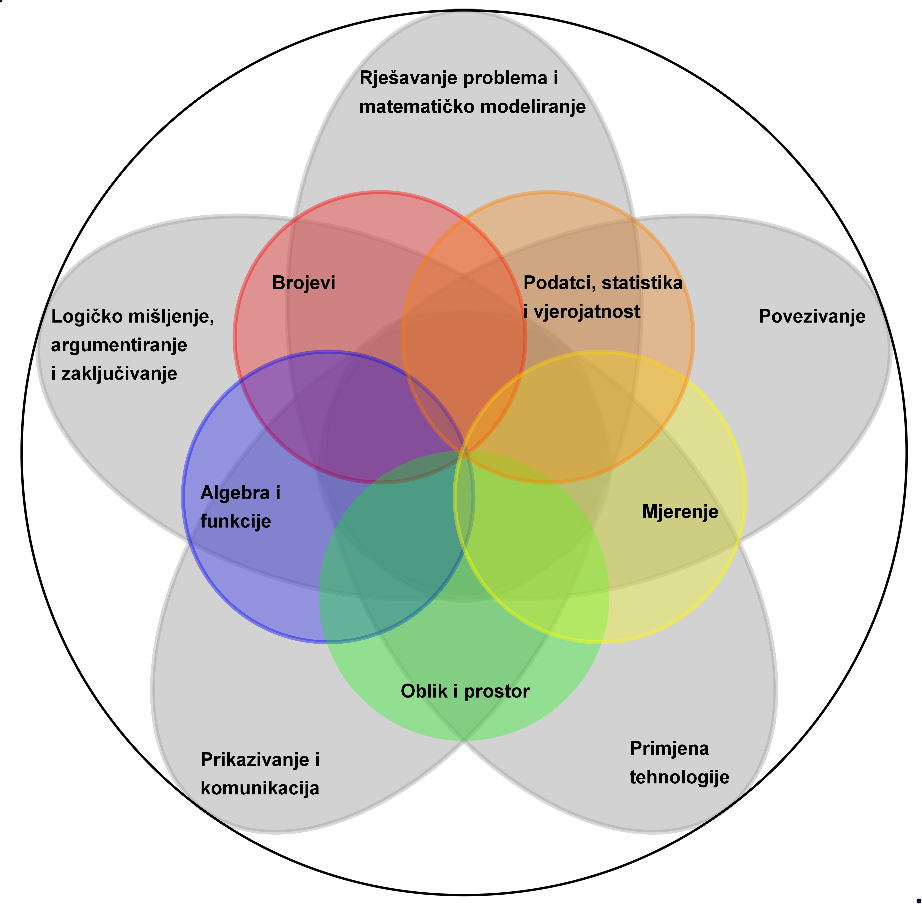 Rješavanje problema i
matematičko modeliranje
Brojevi
Podatci, statistika
i vjerojatnost
Logičko mišljenje,
argumentiranje
i zaključivanje
Povezivanje
Algebra i
funkcije
Mjerenje
Oblik i prostor
Prikazivanje i
komunikacija
Primjena
tehnologije